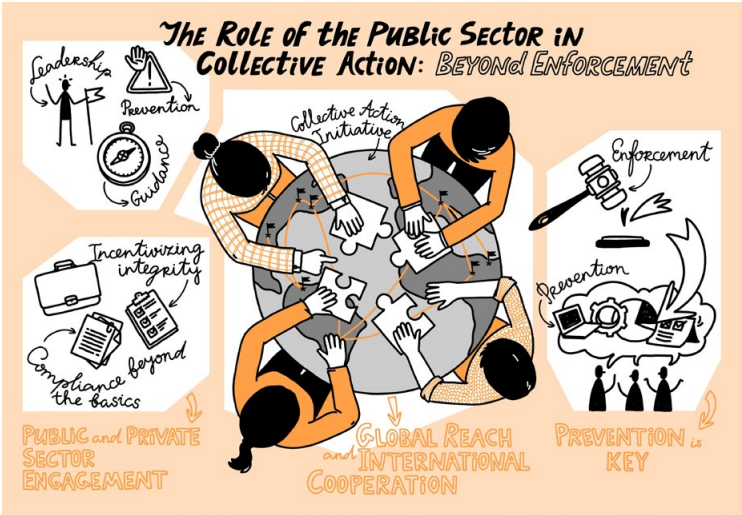 The Role of the Public Sector in
Collective Action: Beyond Enforcement
Leadership
Prevention
Guidance
Collective Action
Initiative
Enforcement
Prevention
Incentivizing
integrity
Compliance beyond
the basics
Public and Private
Sector
Engagement
Global Reach
and International
Cooperation
Prevention is
Key